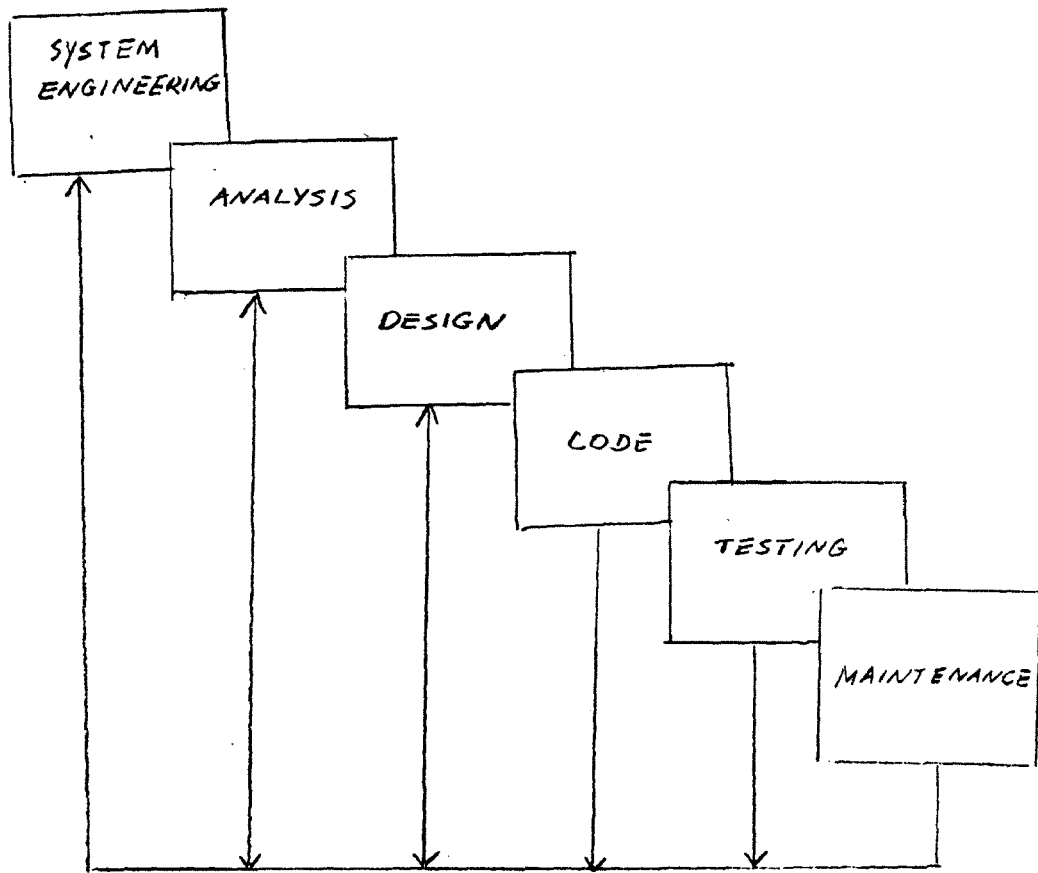 SYSTEM
ENGINEERING
ANALYSIS
DESIGN
CODE
TESTING
MAINTENANCE